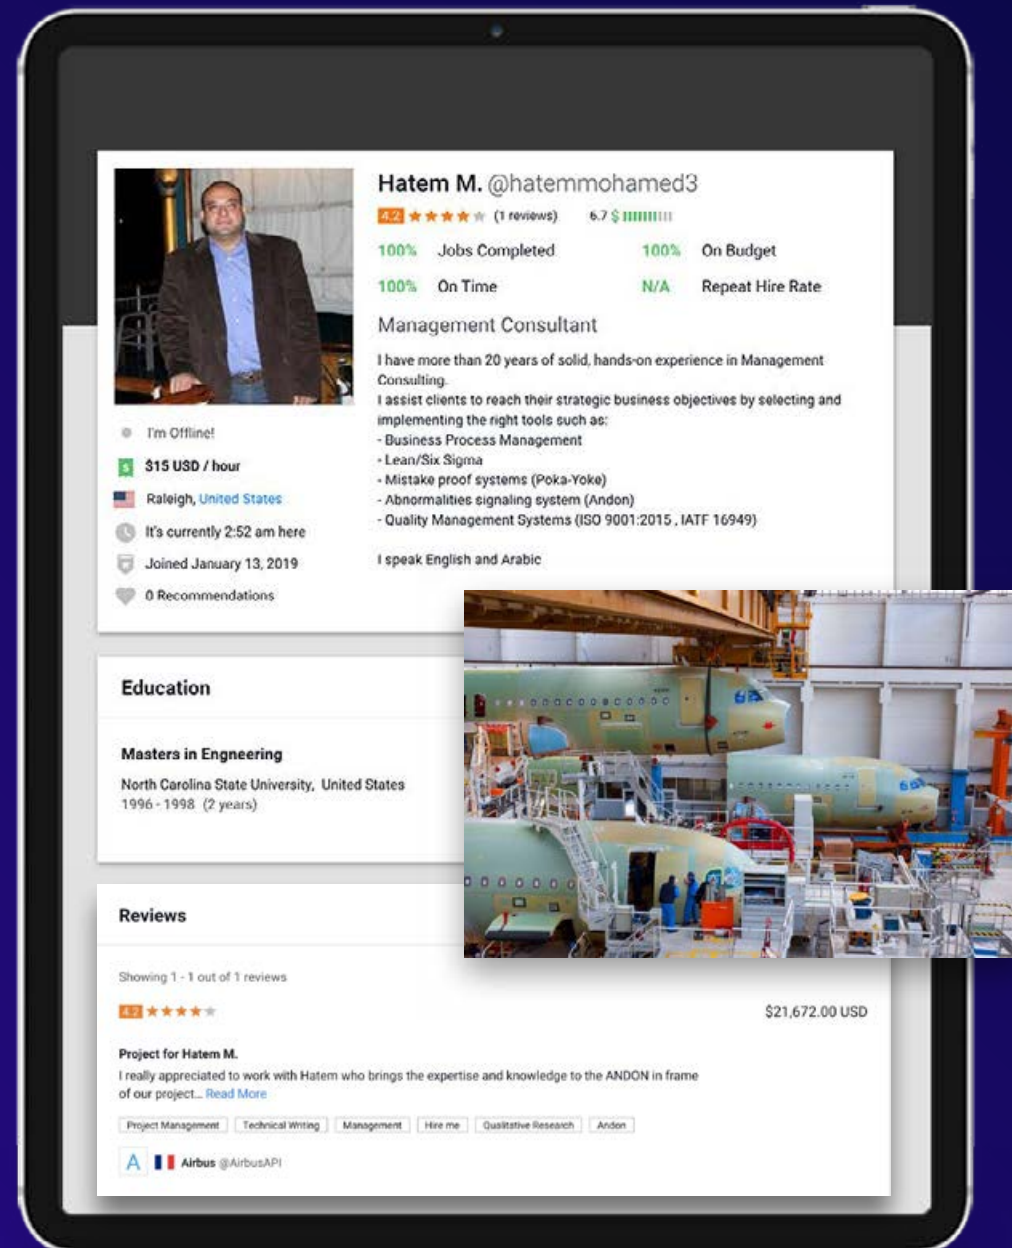 Hatem M. @hatemmohamed3
4.2 (1 reviews) 6.7 $
100% Jobs Completed 100% On Budget
100% On Time N/A Repeat Hire Rate
Management Consultant
I have more than 20 years of solid, hands-on experience in Management
Consulting.
I assist clients to reach their strategic business objectives by selecting and
implementing the right tools such as:
- Business Process Management
- Lean/Six Sigma
- Mistake proof systems (Poka-Yoke)
- Abnormalities signaling system (Andon)
- Quality Management Systems (ISO 9001:2015 , IATF 16949)
I speak English and Arabic
I'm Offline!
$ $15 USD / hour
Raleigh, United States
It's currently 2:52 am here
Joined January 13, 2019
0 Recommendations
Education
Masters in Engneering
North Carolina State University, United States
1996 - 1998 (2 years)
Reviews
Showing 1 - 1 out of 1 reviews
4.2 $21,672.00 USD
Project for Hatem M.
I really appreciated to work with Hatem who brings the expertise and knowledge to the ANDON in frame
of our project... Read More
Project Management Technical Writing Management Hire me Qualitative Research Andon
A Airbus @AirbusAPI